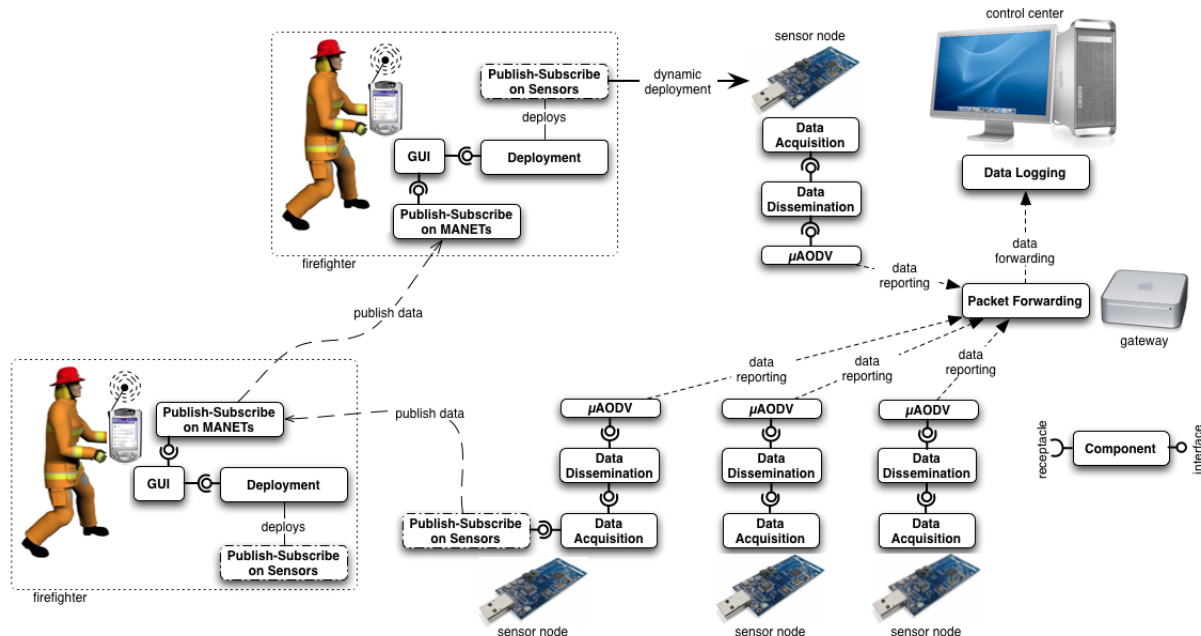 control center
sensor node
Publish-Subscribe
on Sensors
dynamic
deployment
deploys
Data
Acquisition
GUI
Deployment
Data Logging
Data
Dissemination
Publish-Subscribe
on MANETs
data
forwarding
µAODV
firefighter
data
reporting
Packet Forwarding
publish data
gateway
data
reporting
data
reporting
data
reporting
Publish-Subscribe
on MANETs
publish data
µAODV
µAODV
µAODV
receptacle
Component
interface
GUI
Deployment
Data
Dissemination
Data
Dissemination
Data
Dissemination
deploys
Publish-Subscribe
on Sensors
Data
Acquisition
Data
Acquisition
Data
Acquisition
Publish-Subscribe
on Sensors
firefighter
sensor node
sensor node
sensor node